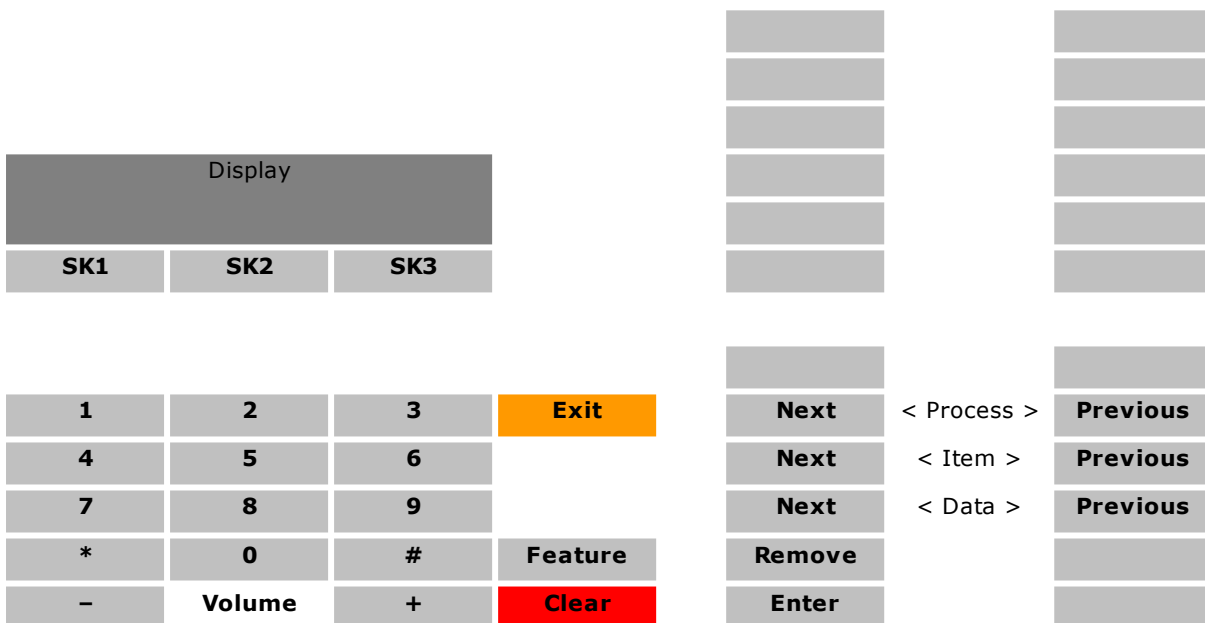 Display
SK1 SK2 SK3
1 2 3 Exit Next < Process > Previous
4 5 6 Next < Item > Previous
7 8 9 Next < Data > Previous
* 0 # Feature Remove
– Volume + Clear Enter